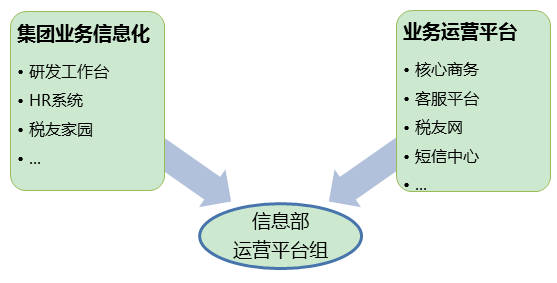 集团业务信息化
• 研发工作台
• HR系统
• 税友家园
• ...
业务运营平台
• 核心商务
• 客服平台
• 税友网
• 短信中心
• ...
信息部
运营平台组